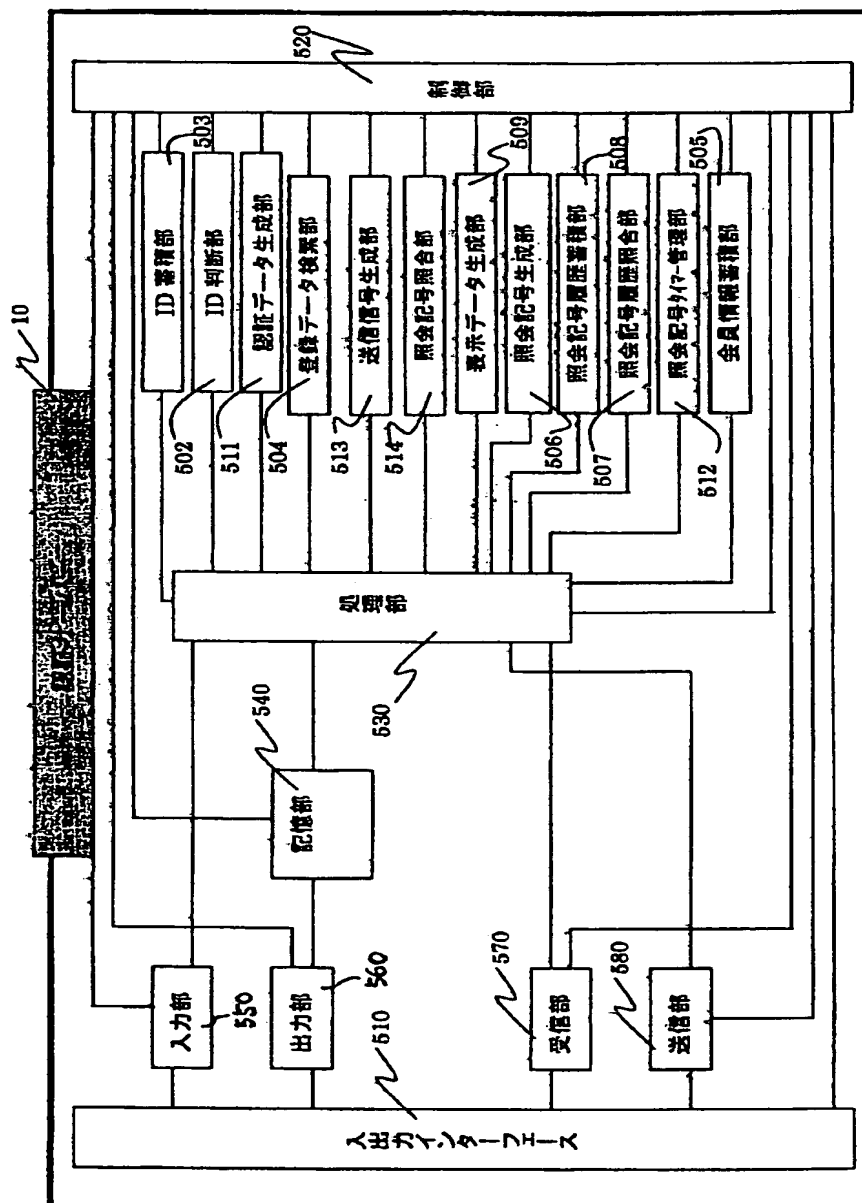 10
認証サーバー
520
制御部
503
ID蓄積部
502
ID判断部
511
認証データ生成部
504
登録データ検索部
513
送信信号生成部
514
照会記号照合部
509
表示データ生成部
506
照会記号生成部
508
照会記号履歴蓄積部
507
照会記号履歴照合部
512
照会記号タイマー管理部
505
会員情報蓄積部
処理部
530
540
記憶部
入力部
550
出力部
560
570
受信部
580
送信部
510
入出力インターフェース